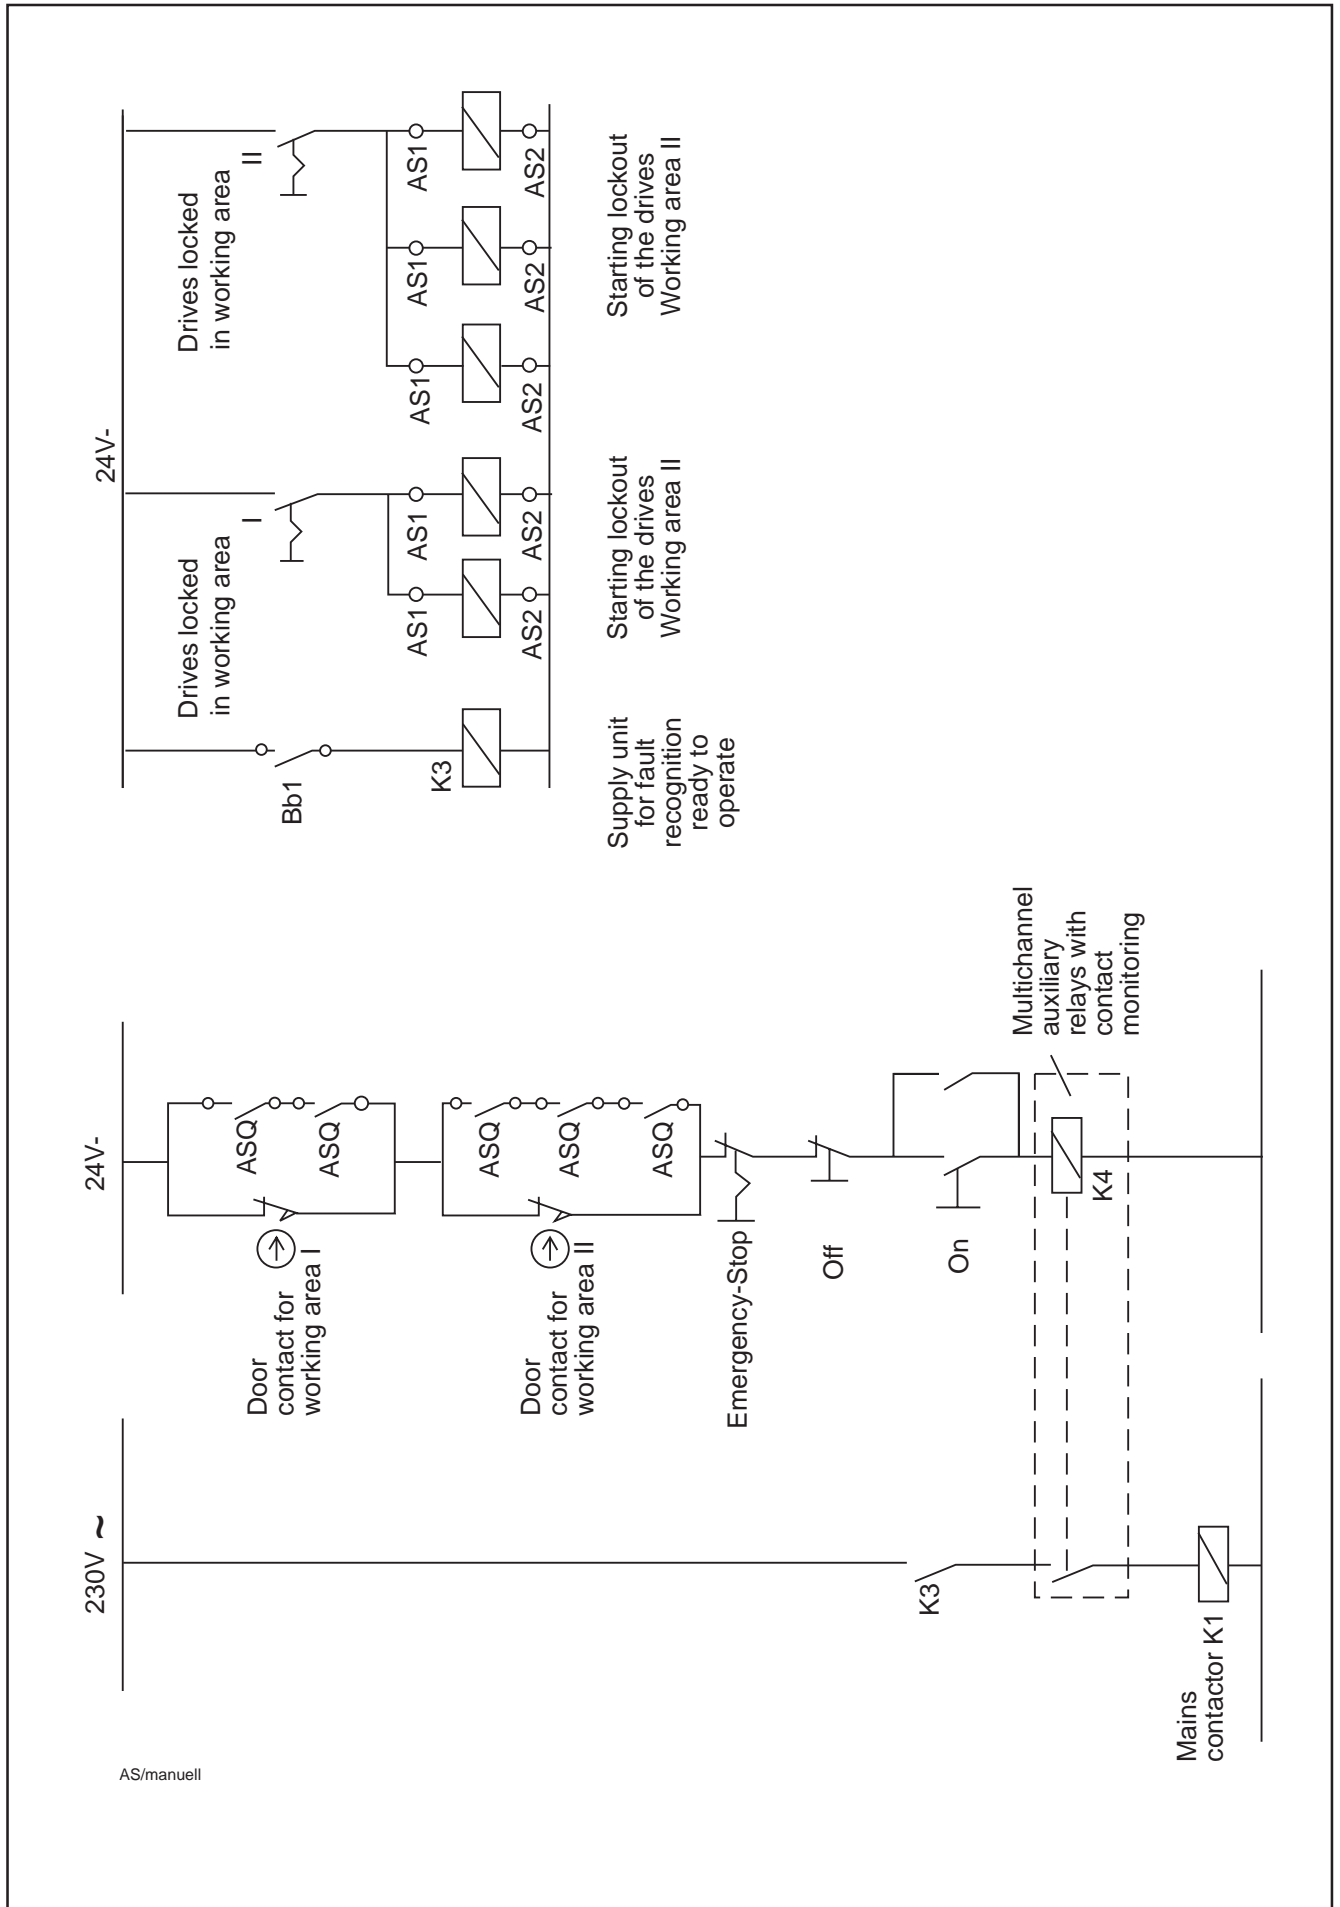 230V ~
24V-
24V-
Door
contact for
working area I
ASQ
ASQ
Door
contact for
working area II
ASQ
ASQ
ASQ
Emergency-Stop
Off
On
K3
K4
Multichannel
auxiliary
relays with
contact
monitoring
Mains
contactor K1
Drives locked
in working area
I
Drives locked
in working area
II
Bb1
K3
AS1
AS1
AS1
AS1
AS1
AS2
AS2
AS2
AS2
AS2
Supply unit
for fault
recognition
ready to
operate
Starting lockout
of the drives
Working area II
Starting lockout
of the drives
Working area II
AS/manuell